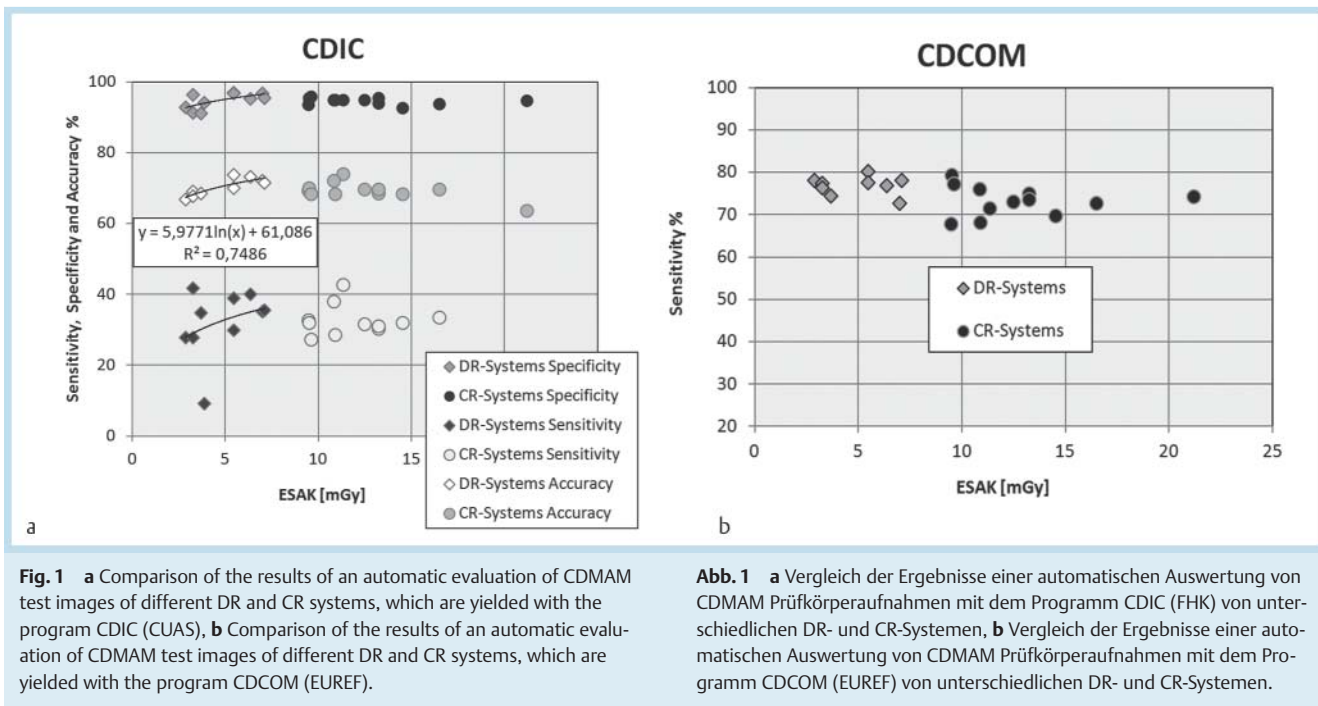 CDIC
Sensitivity, Specificity and Accuracy %
100
80
60
40
20
0
y = 5,9771ln(x) + 61,086
R² = 0,7486
0 5 10 15
ESAK [mGy]
DR-Systems Specificity
CR-Systems Specificity
DR-Systems Sensitivity
CR-Systems Sensitivity
DR-Systems Accuracy
CR-Systems Accuracy
a
CDCOM
Sensitivity %
100
90
80
70
60
50
40
30
20
DR-Systems
CR-Systems
0 5 10 15 20 25
ESAK [mGy]
b
Fig. 1 a Comparison of the results of an automatic evaluation of CDMAM
test images of different DR and CR systems, which are yielded with the
program CDIC (CUAS), b Comparison of the results of an automatic evalu-
ation of CDMAM test images of different DR and CR systems, which are
yielded with the program CDCOM (EUREF).
Abb. 1 a Vergleich der Ergebnisse einer automatischen Auswertung von
CDMAM Prüfkörperaufnahmen mit dem Programm CDIC (FHK) von unter-
schiedlichen DR- und CR-Systemen, b Vergleich der Ergebnisse einer auto-
matischen Auswertung von CDMAM Prüfkörperaufnahmen mit dem Pro-
gramm CDCOM (EUREF) von unterschiedlichen DR- und CR-Systemen.